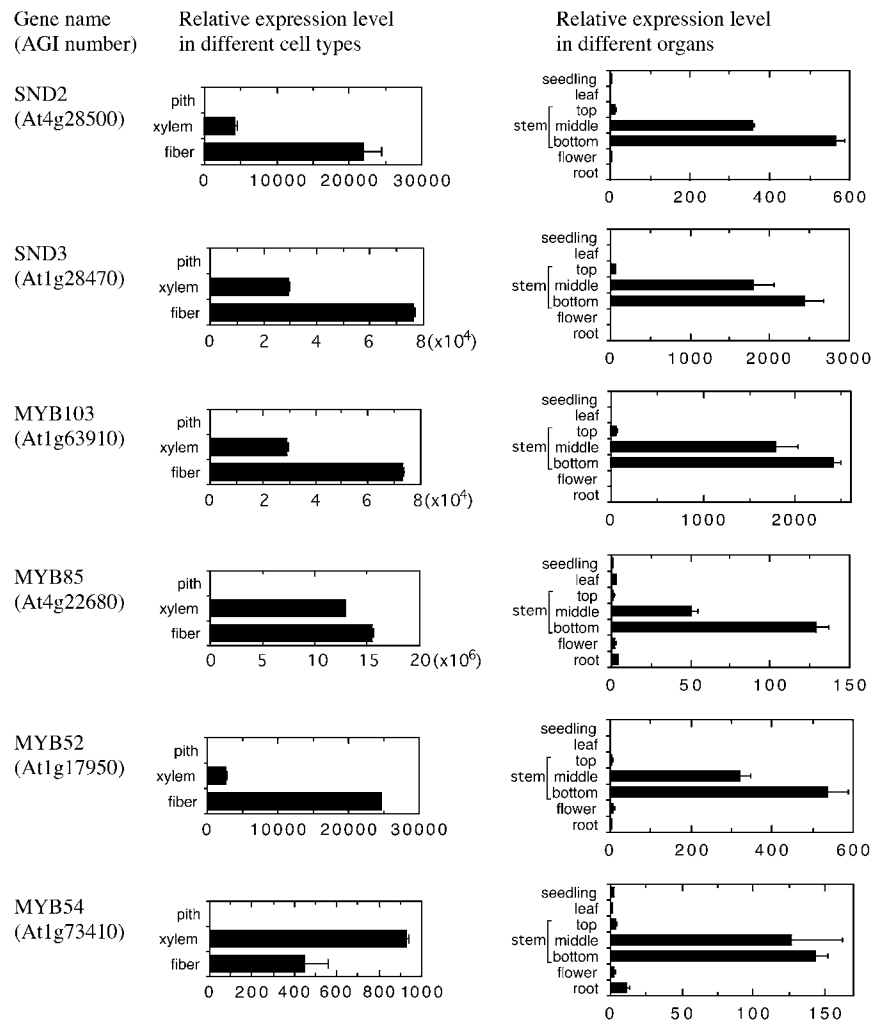 Gene name Relative expression level Relative expression level
(AGI number) in different cell types in different organs
SND2
(At4g28500)
pith
xylem
fiber
0 10000 20000 30000
seedling
leaf
top
stem middle
bottom
flower
root
0 200 400 600
SND3
(At1g28470)
pith
xylem
fiber
0 2 4 6 8(x10⁴)
seedling
leaf
top
stem middle
bottom
flower
root
0 1000 2000 3000
MYB103
(At1g63910)
pith
xylem
fiber
0 2 4 6 8(x10⁴)
seedling
leaf
top
stem middle
bottom
flower
root
0 1000 2000
MYB85
(At4g22680)
pith
xylem
fiber
0 5 10 15 20(x10⁶)
seedling
leaf
top
stem middle
bottom
flower
root
0 50 100 150
MYB52
(At1g17950)
pith
xylem
fiber
0 10000 20000 30000
seedling
leaf
top
stem middle
bottom
flower
root
0 200 400 600
MYB54
(At1g73410)
pith
xylem
fiber
0 200 400 600 800 1000
seedling
leaf
top
stem middle
bottom
flower
root
0 50 100 150